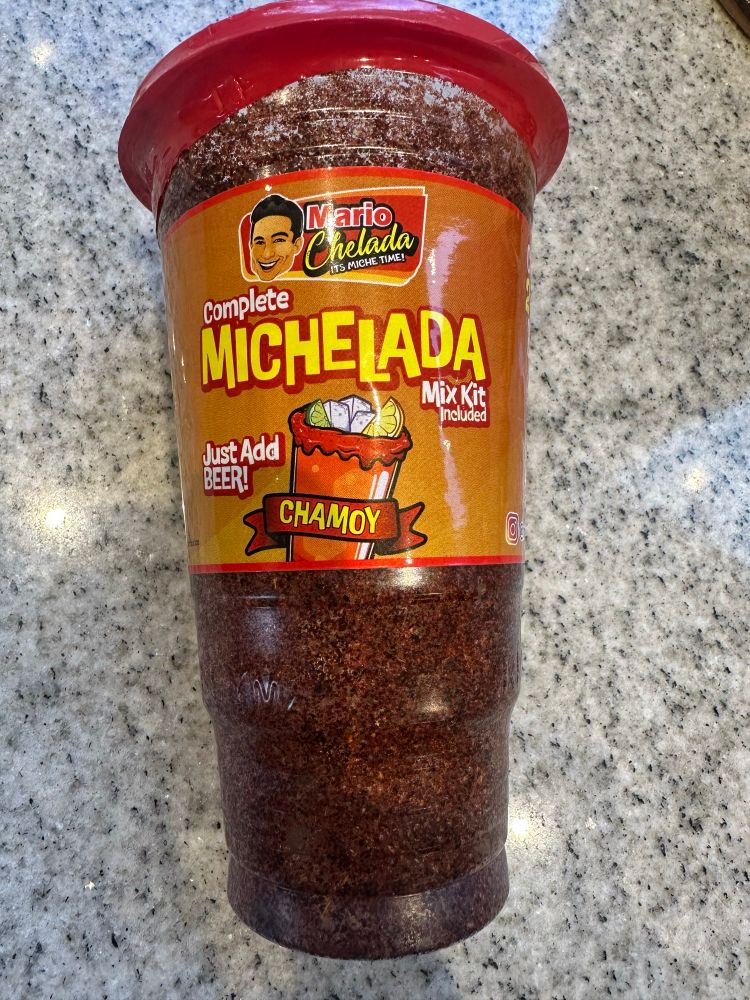 Mario
Chelada
ITS MICHE TIME!
Complete
MICHELADA
Mix Kit
Included
Just Add
BEER!
CHAMOY